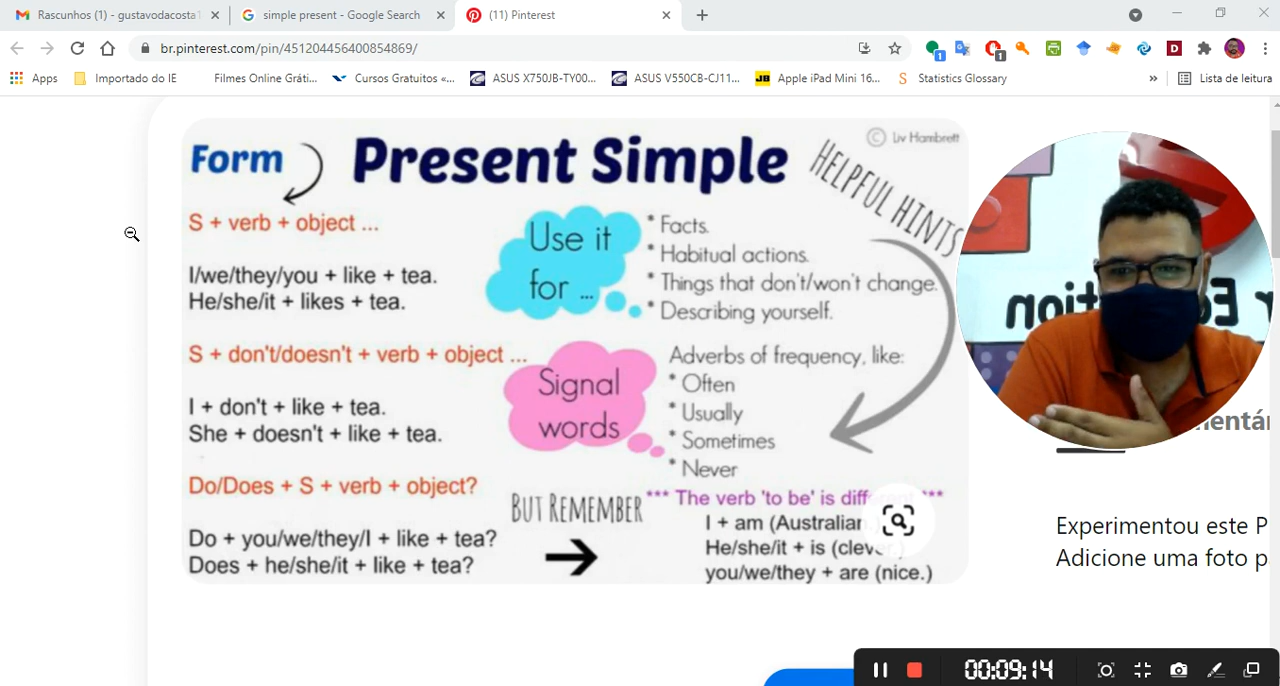 Rascunhos (1) - gustavodacosta1
simple present - Google Search
(11) Pinterest
br.pinterest.com/pin/451204456400854869/
1
1
D
Apps
Importado do IE
Filmes Online Gráti...
Cursos Gratuitos «...
ASUS X750JB-TY00...
ASUS V550CB-CJ11...
JB
Apple iPad Mini 16...
S
Statistics Glossary
»
Lista de leitura
Form
Present Simple
© Liv Hambrett
HELPFUL HINTS
S + verb + object ...
I/we/they/you + like + tea.
He/she/it + likes + tea.
S + don't/doesn't + verb + object ...
I + don't + like + tea.
She + doesn't + like + tea.
Do/Does + S + verb + object?
Do + you/we/they/I + like + tea?
Does + he/she/it + like + tea?
Use it
for ...
* Facts.
* Habitual actions.
* Things that don't/won't change.
* Describing yourself.
Signal
words
Adverbs of frequency, like:
* Often
* Usually
* Sometimes
* Never
BUT REMEMBER
*** The verb 'to be' is different ***
I + am (Australian.)
He/she/it + is (clever.)
you/we/they + are (nice.)
Experimentou este P
Adicione uma foto p
00:09:14